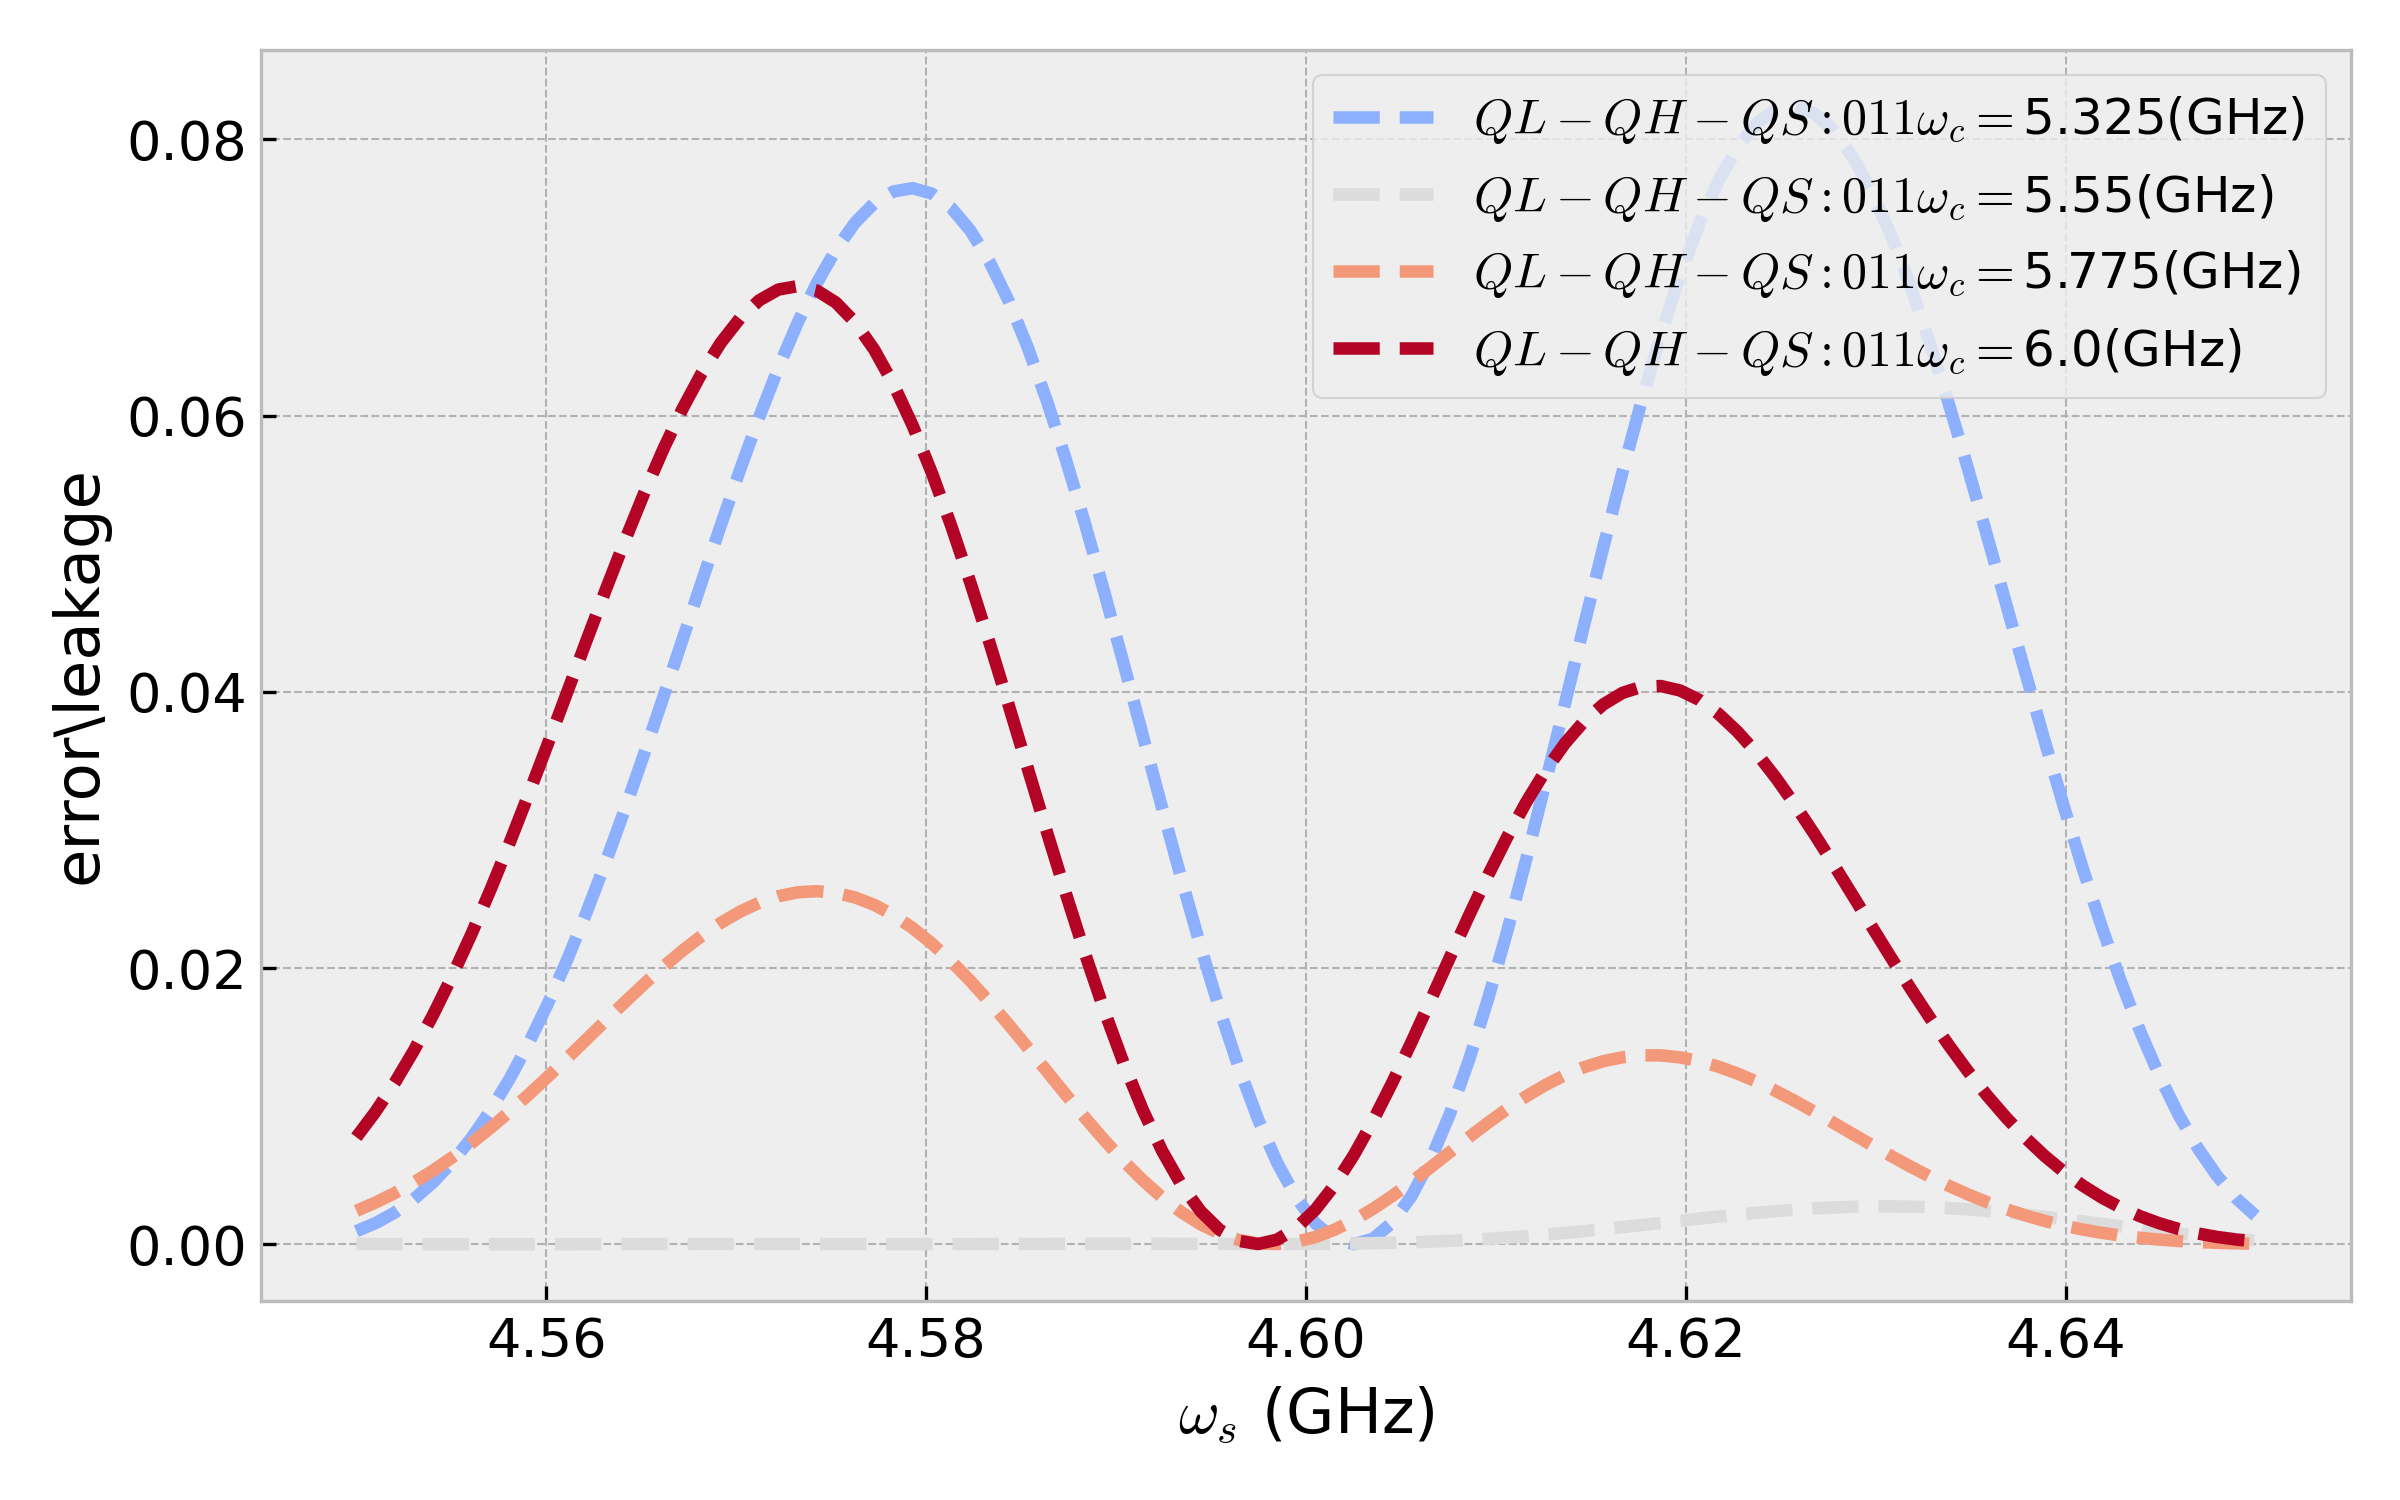 QL − QH − QS : 011ω_c = 5.325(GHz)
QL − QH − QS : 011ω_c = 5.55(GHz)
QL − QH − QS : 011ω_c = 5.775(GHz)
QL − QH − QS : 011ω_c = 6.0(GHz)
0.08
0.06
0.04
0.02
0.00
error\leakage
4.56 4.58 4.60 4.62 4.64
ω_s (GHz)